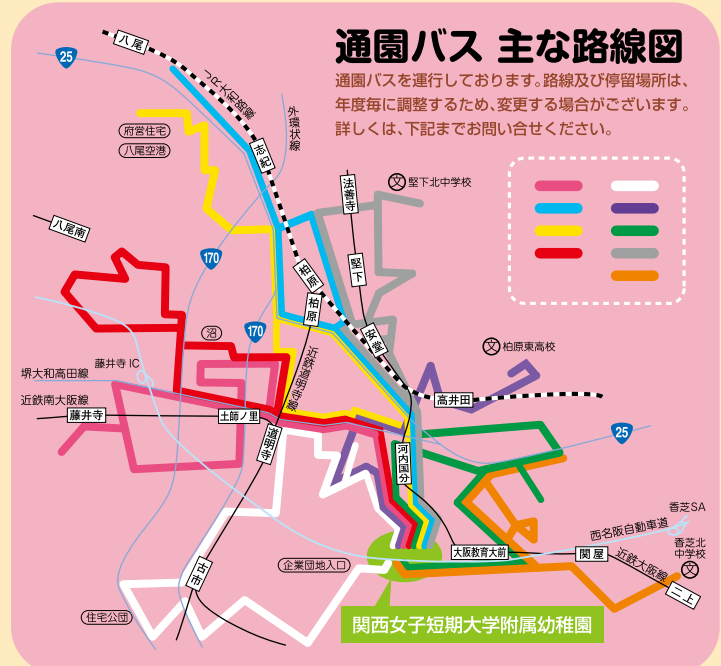 通園バス 主な路線図
通園バスを運行しております。路線及び停留場所は、
年度毎に調整するため、変更する場合がございます。
詳しくは、下記までお問い合せください。
八尾
25
JR大和路線
外環状線
府営住宅
八尾空港
志紀
法善寺
堅下北中学校
八尾南
170
柏原
堅下
柏原
沼
170
安堂
柏原東高校
藤井寺IC
近鉄道明寺線
堺大和高田線
近鉄南大阪線
藤井寺
土師ノ里
高井田
25
道明寺
河内国分
香芝SA
西名阪自動車道
香芝北
中学校
大阪教育大前
関屋
近鉄大阪線
二上
企業団地入口
古市
住宅公団
関西女子短期大学附属幼稚園
文
文
文